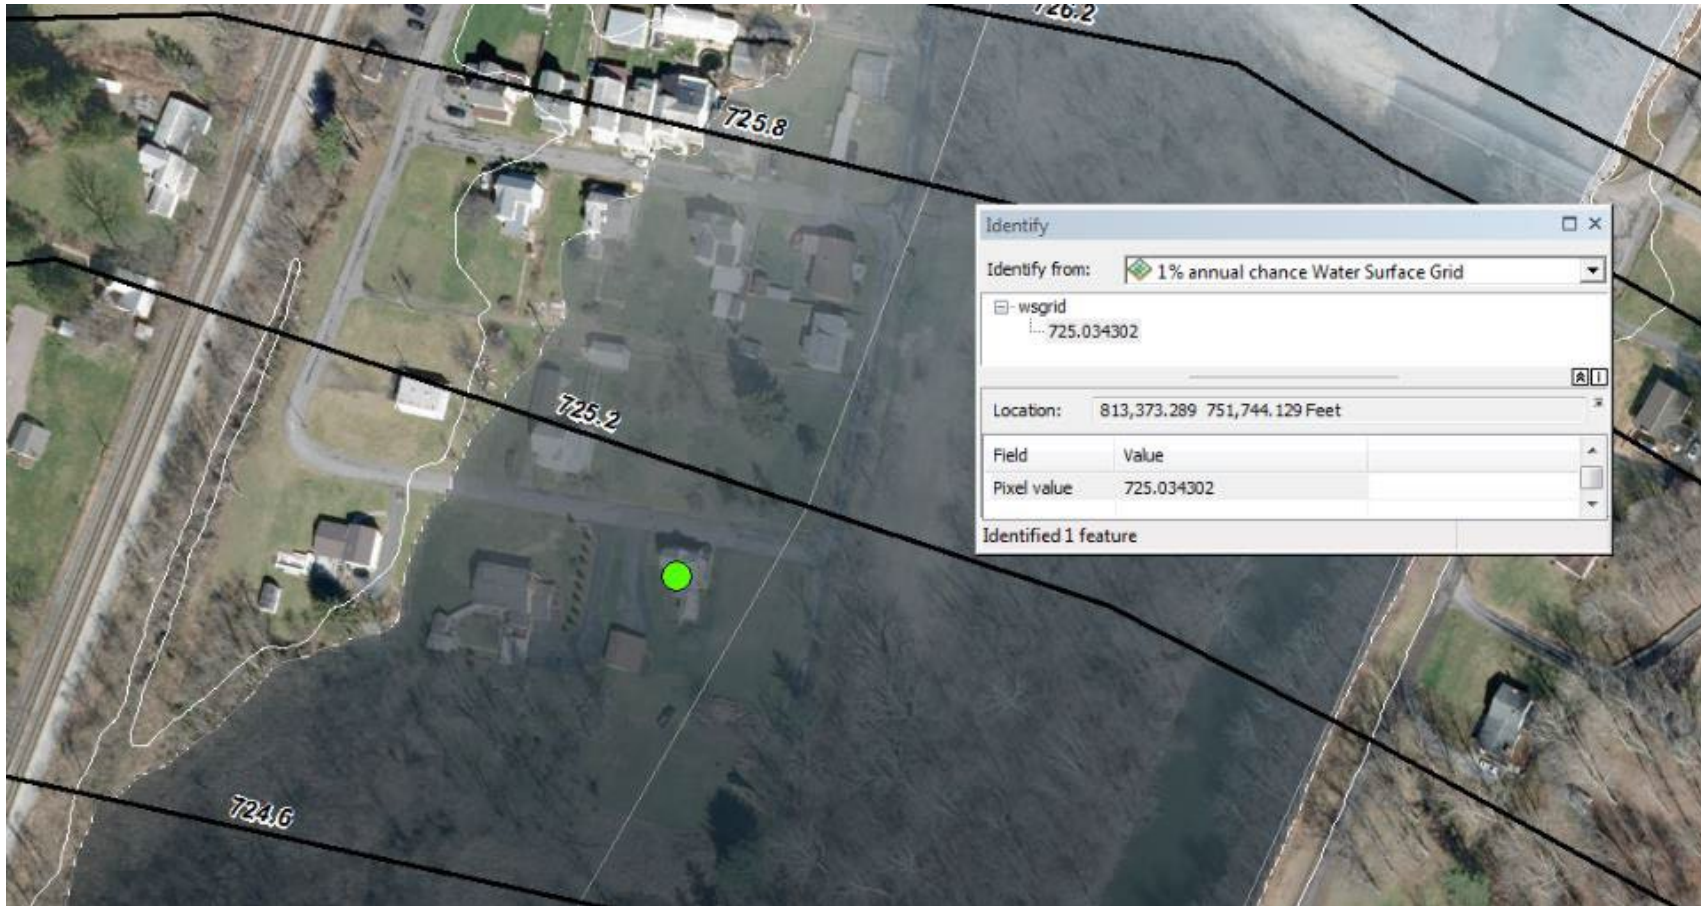 726.2
725.8
Identify
Identify from: 1% annual chance Water Surface Grid
wsgrid
725.034302
725.2
Location: 813,373.289 751,744.129 Feet
Field Value
Pixel value 725.034302
Identified 1 feature
724.6